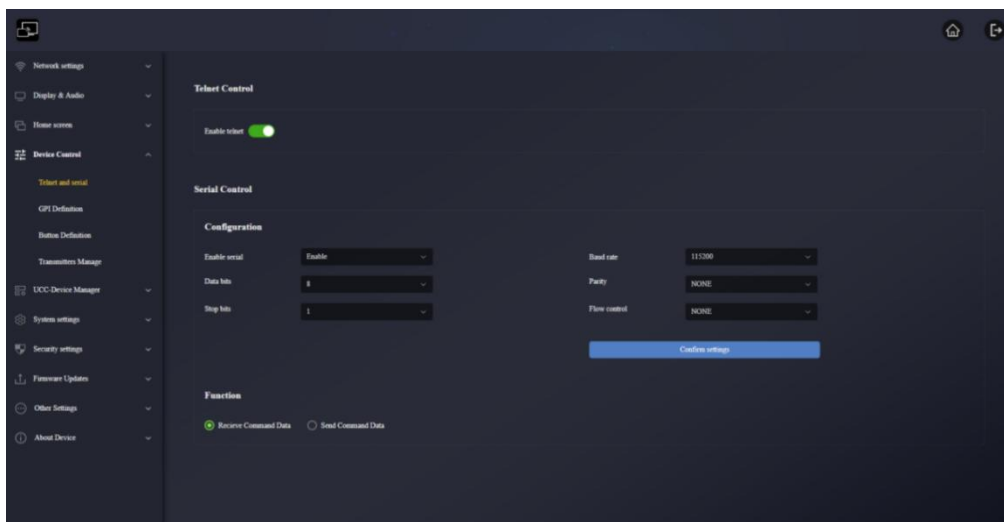 Network settings
Display & Audio
Home screen
Device Control
Telnet and serial
GPI Definition
Button Definition
Transmitters Manage
UCC-Device Manager
System settings
Security settings
Firmware Updates
Other Settings
About Device
Telnet Control
Enable telnet
Serial Control
Configuration
Enable serial Enable
Baud rate 115200
Data bits 8
Parity NONE
Stop bits 1
Flow control NONE
Confirm settings
Function
Recieve Command Data Send Command Data